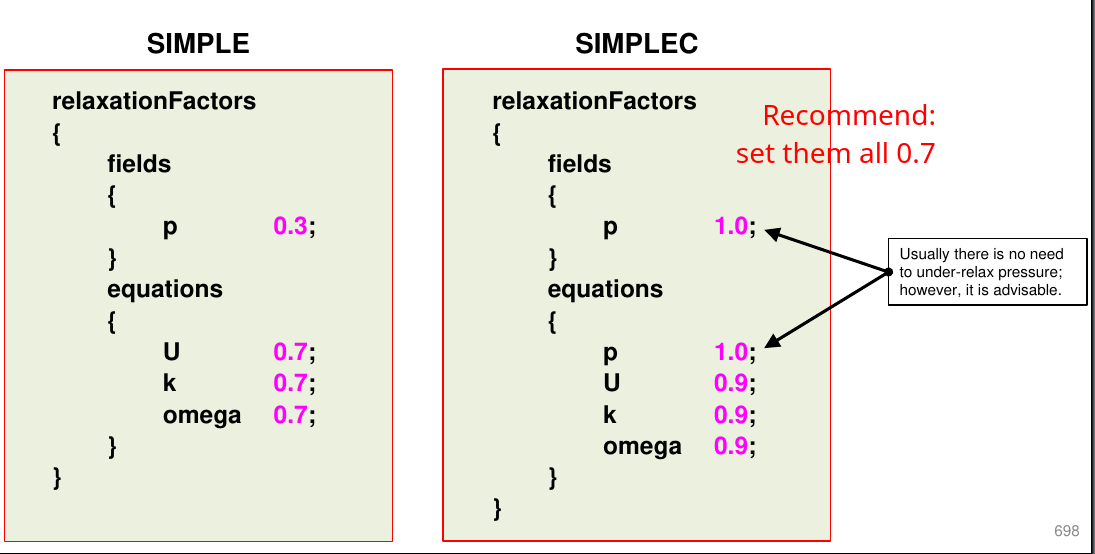 SIMPLE
relaxationFactors
{
fields
{
p 0.3;
}
equations
{
U 0.7;
k 0.7;
omega 0.7;
}
}
SIMPLEC
relaxationFactors
{
fields
{
p 1.0;
}
equations
{
p 1.0;
U 0.9;
k 0.9;
omega 0.9;
}
}
Recommend:
set them all 0.7
Usually there is no need
to under-relax pressure;
however, it is advisable.
698